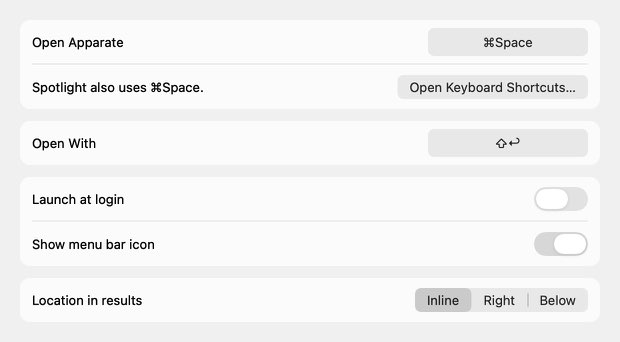 Open Apparate
⌘Space
Spotlight also uses ⌘Space.
Open Keyboard Shortcuts...
Open With
⇧↩
Launch at login
Show menu bar icon
Location in results
Inline Right Below